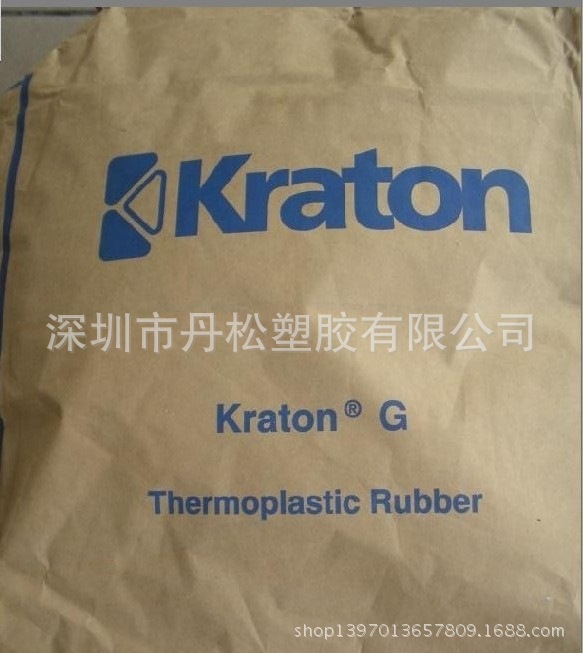 Kraton
深圳市丹松塑胶有限公司
Kraton® G
Thermoplastic Rubber
shop1397013657809.1688.com